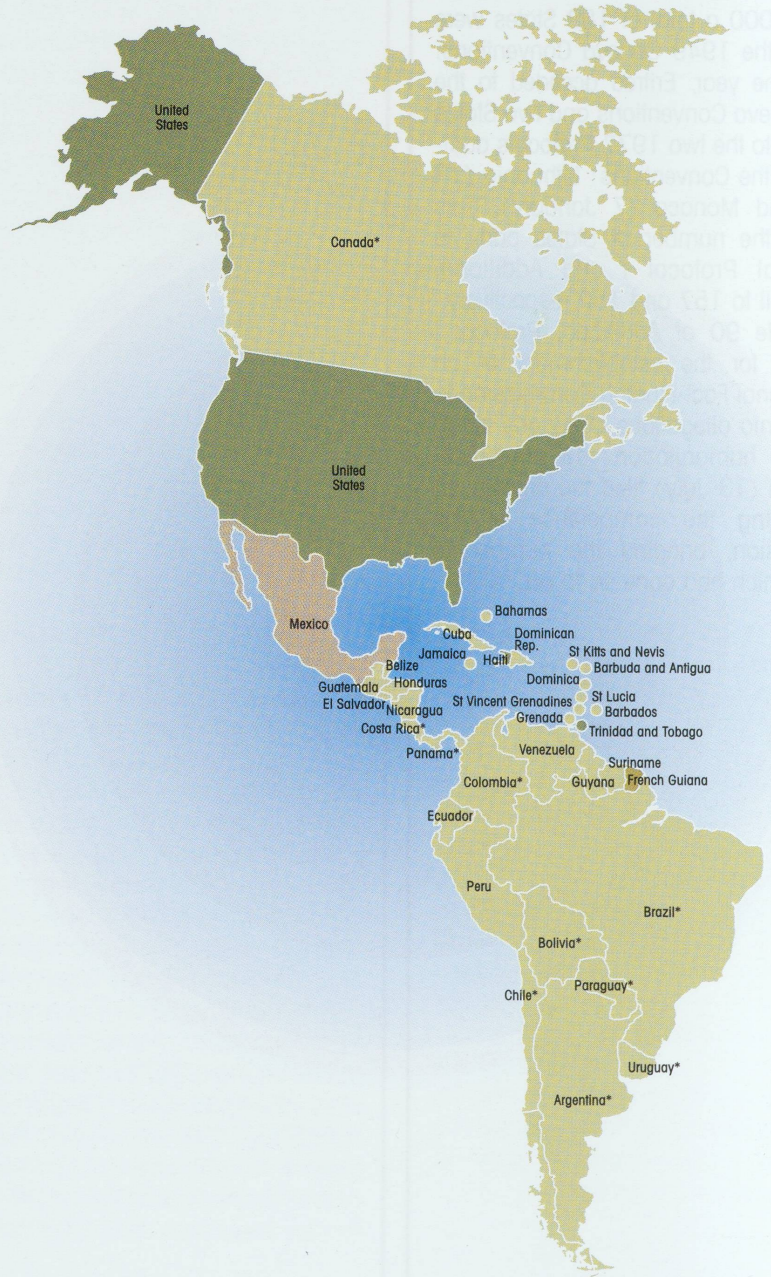 United
States
Canada*
United
States
Mexico
Bahamas
Cuba
Dominican
Rep.
Jamaica
Haiti
St Kitts and Nevis
Barbuda and Antigua
Belize
Honduras
Dominica
Guatemala
El Salvador
Nicaragua
St Lucia
St Vincent Grenadines
Barbados
Grenada
Costa Rica*
Trinidad and Tobago
Panama*
Venezuela
Suriname
Colombia*
Guyana
French Guiana
Ecuador
Peru
Brazil*
Bolivia*
Paraguay*
Chile*
Uruguay*
Argentina*